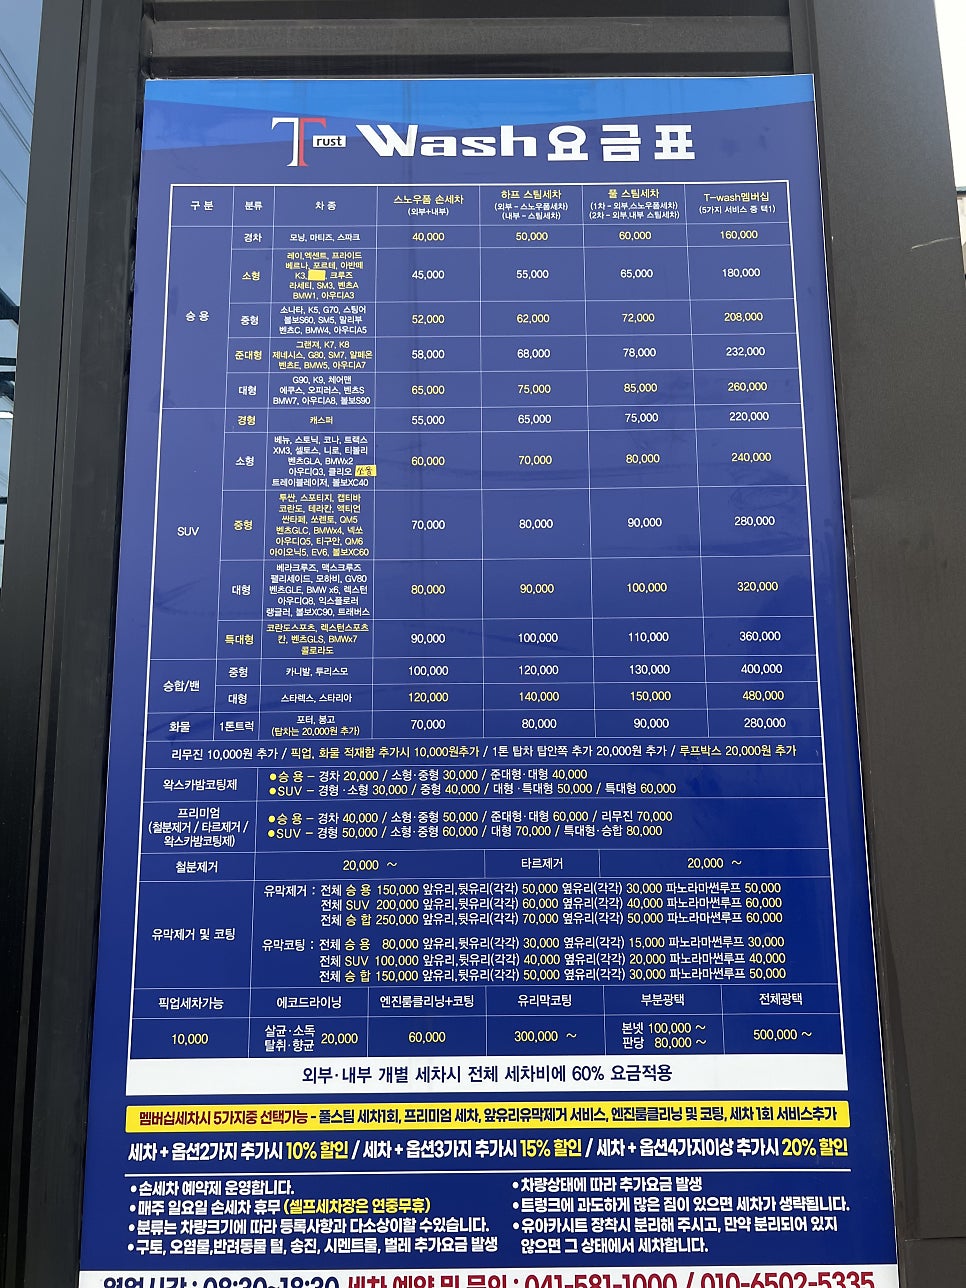 Trust Wash요금표
구 분 분류 차 종 스노우폼 손세차 하프 스팀세차 풀 스팀세차 T-wash멤버십
(외부+내부) (외부 - 스노우폼세차) (1차 - 외부,스노우폼세차) (5가지 서비스 중 택1)
(내부 - 스팀세차) (2차 - 외부,내부 스팀세차)
승 용
경차 모닝, 마티즈, 스파크 40,000 50,000 60,000 160,000
레이,엑센트, 프라이드
베르나, 포르테, 아반떼
소형 K3, 크루즈 45,000 55,000 65,000 180,000
라세티, SM3, 벤츠A
BMW1, 아우디A3
소나타, K5, G70, 스팅어
중형 볼보S60, SM5, 말리부 52,000 62,000 72,000 208,000
벤츠C, BMW4, 아우디A5
그랜져, K7, K8
준대형 제네시스, G80, SM7, 알페온 58,000 68,000 78,000 232,000
벤츠E, BMW5, 아우디A7
G90, K9, 체어맨
대형 에쿠스, 오피러스, 벤츠S 65,000 75,000 85,000 260,000
BMW7, 아우디A8, 볼보S90
SUV
경형 캐스퍼 55,000 65,000 75,000 220,000
베뉴, 스토닉, 코나, 트랙스
XM3, 셀토스, 니로, 티볼리
소형 벤츠GLA, BMWx2 60,000 70,000 80,000 240,000
아우디Q3, 클리오 쏘울
트레이블레이저, 볼보XC40
투싼, 스포티지, 캡티바
코란도, 테라칸, 액티언
싼타페, 쏘렌토, QM5
중형 벤츠GLC, BMWx4, 넥쏘 70,000 80,000 90,000 280,000
아우디Q5, 티구안, QM6
아이오닉5, EV6, 볼보XC60
베라크루즈, 맥스크루즈
팰리세이드, 모하비, GV80
대형 벤츠GLE, BMW x6, 렉스턴 80,000 90,000 100,000 320,000
아우디Q8, 익스플로러
랭글러, 볼보XC90, 트래버스
코란도스포츠, 렉스턴스포츠
특대형 칸, 벤츠GLS, BMWx7 90,000 100,000 110,000 360,000
콜로라도
승합/밴
중형 카니발, 투리스모 100,000 120,000 130,000 400,000
대형 스타렉스, 스타리아 120,000 140,000 150,000 480,000
화물 1톤트럭 포터, 봉고 70,000 80,000 90,000 280,000
(탑차는 20,000원 추가)
리무진 10,000원 추가 / 픽업, 화물 적재함 추가시 10,000원추가 / 1톤 탑차 탑안쪽 추가 20,000원 추가 / 루프박스 20,000원 추가
왁스카밤코팅제 ●승 용 – 경차 20,000 / 소형·중형 30,000 / 준대형·대형 40,000
●SUV – 경형·소형 30,000 / 중형 40,000 / 대형·특대형 50,000 / 특대형 60,000
프리미엄
(철분제거 / 타르제거 /
왁스카밤코팅제)
●승 용 – 경차 40,000 / 소형·중형 50,000 / 준대형·대형 60,000 / 리무진 70,000
●SUV – 경형 50,000 / 소형·중형 60,000 / 대형 70,000 / 특대형·승합 80,000
철분제거 20,000 ~ 타르제거 20,000 ~
유막제거 및 코팅
유막제거 : 전체 승 용 150,000 앞유리,뒷유리(각각) 50,000 옆유리(각각) 30,000 파노라마썬루프 50,000
전체 SUV 200,000 앞유리,뒷유리(각각) 60,000 옆유리(각각) 40,000 파노라마썬루프 60,000
전체 승 합 250,000 앞유리,뒷유리(각각) 70,000 옆유리(각각) 50,000 파노라마썬루프 60,000
유막코팅 : 전체 승 용 80,000 앞유리,뒷유리(각각) 30,000 옆유리(각각) 15,000 파노라마썬루프 30,000
전체 SUV 100,000 앞유리,뒷유리(각각) 40,000 옆유리(각각) 20,000 파노라마썬루프 40,000
전체 승 합 150,000 앞유리,뒷유리(각각) 50,000 옆유리(각각) 30,000 파노라마썬루프 50,000
픽업세차가능 에코드라이닝 엔진룸클리닝+코팅 유리막코팅 부분광택 전체광택
10,000 살균·소독 탈취·향균 20,000 60,000 300,000 ~ 본넷 100,000 ~ 판당 80,000 ~ 500,000 ~
외부·내부 개별 세차시 전체 세차비에 60% 요금적용
멤버십세차시 5가지중 선택가능 - 풀스팀 세차1회, 프리미엄 세차, 앞유리유막제거 서비스, 엔진룸클리닝 및 코팅, 세차 1회 서비스추가
세차 + 옵션2가지 추가시 10% 할인 / 세차 + 옵션3가지 추가시 15% 할인 / 세차 + 옵션4가지이상 추가시 20% 할인
•손세차 예약제 운영합니다.
•매주 일요일 손세차 휴무 (셀프세차장은 연중무휴)
•분류는 차량크기에 따라 등록사항과 다소상이할 수있습니다.
•구토, 오염물,반려동물 털, 송진, 시멘트물, 벌레 추가요금 발생
•차량상태에 따라 추가요금 발생
•트렁크에 과도하게 많은 짐이 있으면 세차가 생략됩니다.
•유아카시트 장착시 분리해 주시고, 만약 분리되어 있지
않으면 그 상태에서 세차합니다.
영업시간 : 08:30~18:30 세차 예약 및 문의 : 041-581-1000 / 010-6502-5335